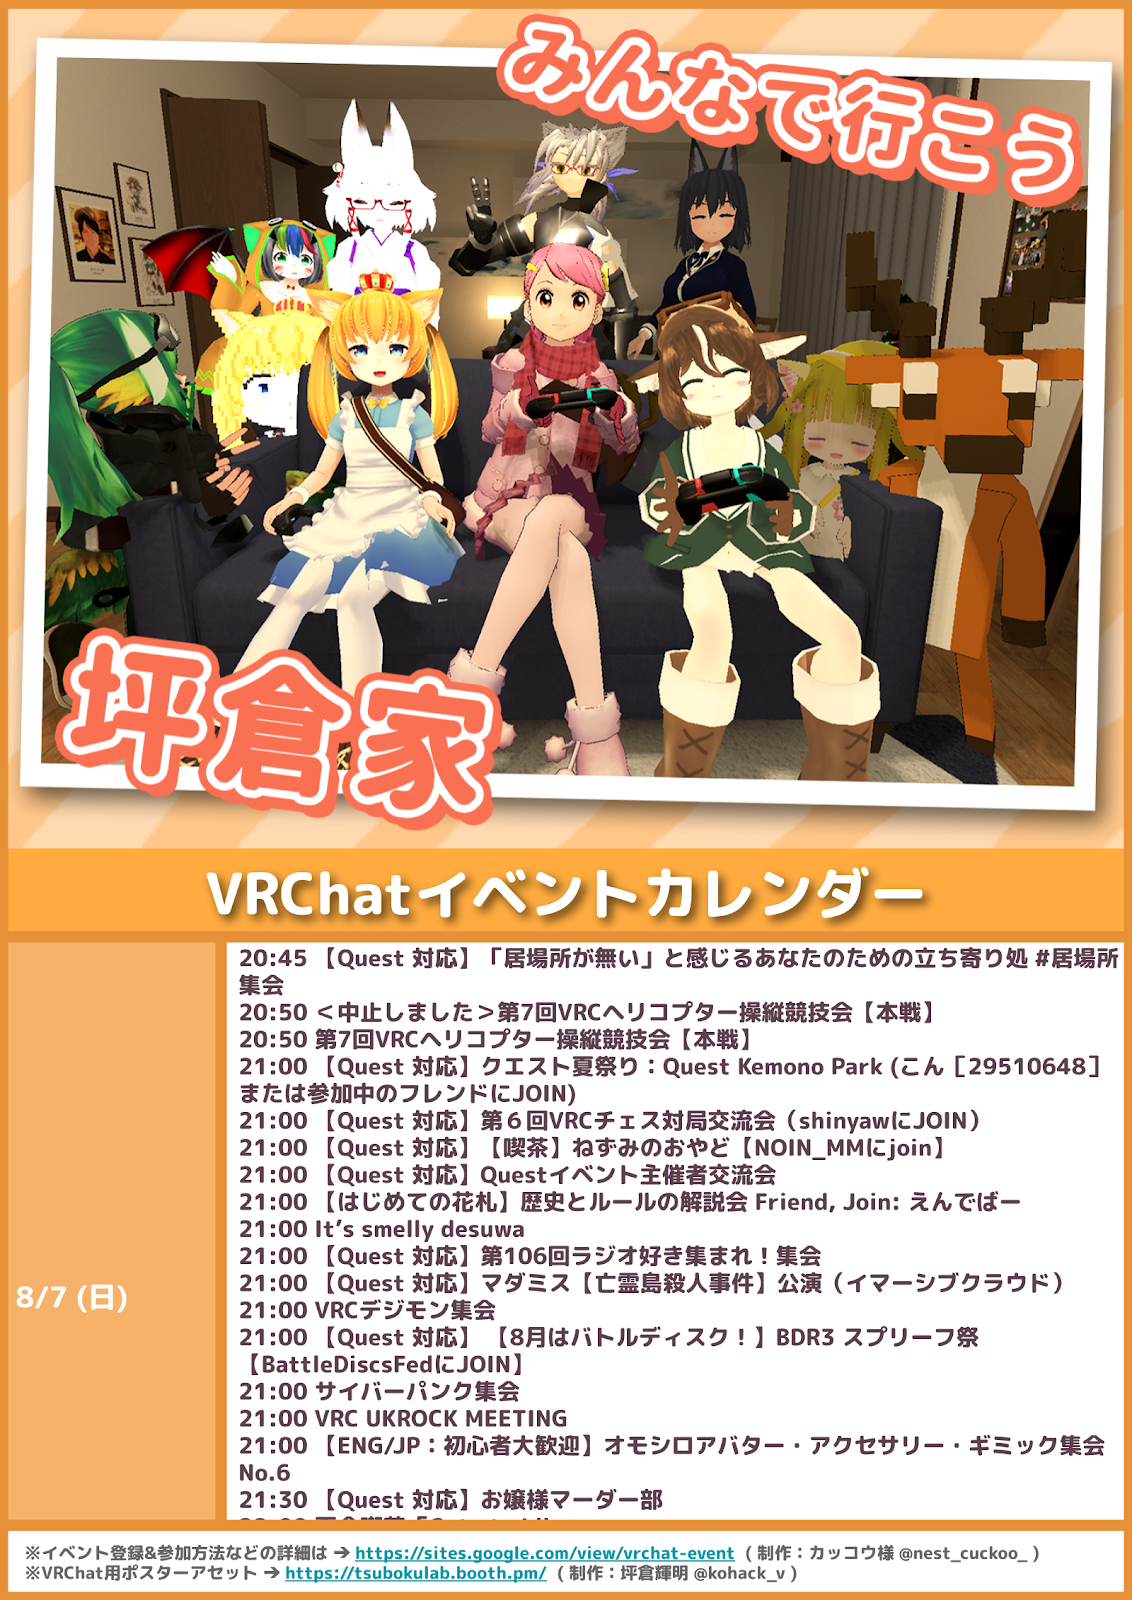 みんなで行こう
坪倉家
VRChatイベントカレンダー
8/7 (日)
20:45 【Quest 対応】「居場所が無い」と感じるあなたのための立ち寄り処 #居場所
集会
20:50 ＜中止しました＞第7回VRCヘリコプター操縦競技会【本戦】
20:50 第7回VRCヘリコプター操縦競技会【本戦】
21:00 【Quest 対応】クエスト夏祭り：Quest Kemono Park (こん［29510648］
または参加中のフレンドにJOIN)
21:00 【Quest 対応】第６回VRCチェス対局交流会（shinyawにJOIN）
21:00 【Quest 対応】【喫茶】ねずみのおやど【NOIN_MMにjoin】
21:00 【Quest 対応】Questイベント主催者交流会
21:00 【はじめての花札】歴史とルールの解説会 Friend, Join: えんでばー
21:00 It’s smelly desuwa
21:00 【Quest 対応】第106回ラジオ好き集まれ！集会
21:00 【Quest 対応】マダミス【亡霊島殺人事件】公演（イマーシブクラウド）
21:00 VRCデジモン集会
21:00 【Quest 対応】 【8月はバトルディスク！】BDR3 スプリーフ祭
【BattleDiscsFedにJOIN】
21:00 サイバーパンク集会
21:00 VRC UKROCK MEETING
21:00 【ENG/JP：初心者大歓迎】オモシロアバター・アクセサリー・ギミック集会
No.6
21:30 【Quest 対応】お嬢様マーダー部
※イベント登録&参加方法などの詳細は ➔ https://sites.google.com/view/vrchat-event （ 制作：カッコウ様 @nest_cuckoo_ ）
※VRChat用ポスターアセット ➔ https://tsubokulab.booth.pm/ （ 制作：坪倉輝明 @kohack_v ）